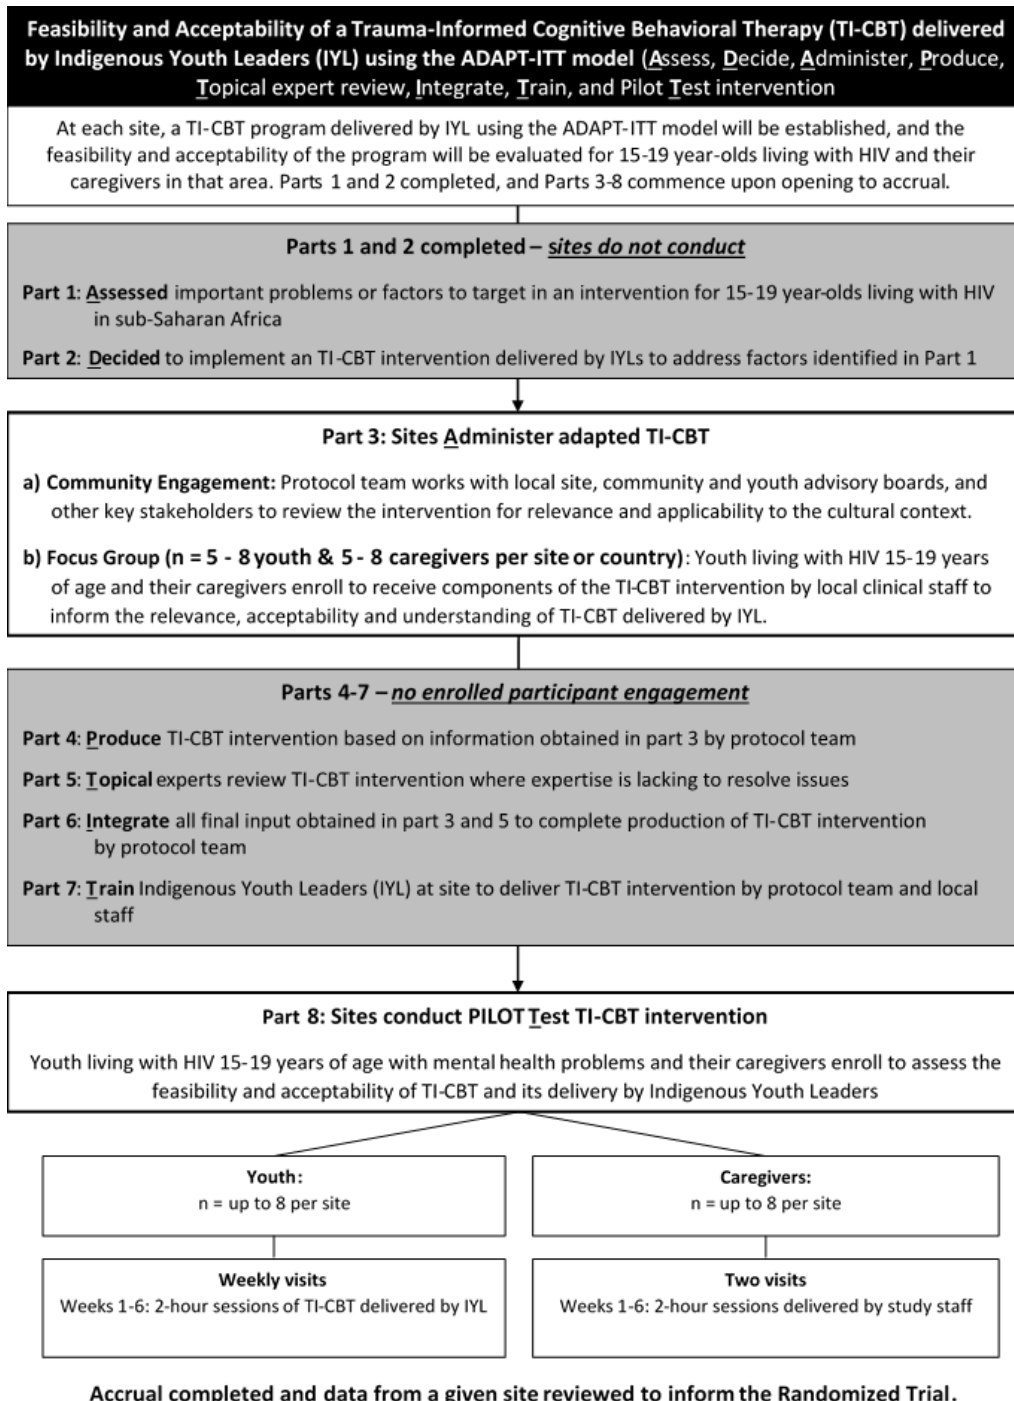 Feasibility and Acceptability of a Trauma-Informed Cognitive Behavioral Therapy (TI-CBT) delivered
by Indigenous Youth Leaders (IYL) using the ADAPT-ITT model (Assess, Decide, Administer, Produce,
Topical expert review, Integrate, Train, and Pilot Test intervention
At each site, a TI-CBT program delivered by IYL using the ADAPT-ITT model will be established, and the
feasibility and acceptability of the program will be evaluated for 15-19 year-olds living with HIV and their
caregivers in that area. Parts 1 and 2 completed, and Parts 3-8 commence upon opening to accrual.
Parts 1 and 2 completed – sites do not conduct
Part 1: Assessed important problems or factors to target in an intervention for 15-19 year-olds living with HIV
in sub-Saharan Africa
Part 2: Decided to implement an TI-CBT intervention delivered by IYLs to address factors identified in Part 1
Part 3: Sites Administer adapted TI-CBT
a) Community Engagement: Protocol team works with local site, community and youth advisory boards, and
other key stakeholders to review the intervention for relevance and applicability to the cultural context.
b) Focus Group (n = 5 - 8 youth & 5 - 8 caregivers per site or country): Youth living with HIV 15-19 years
of age and their caregivers enroll to receive components of the TI-CBT intervention by local clinical staff to
inform the relevance, acceptability and understanding of TI-CBT delivered by IYL.
Parts 4-7 – no enrolled participant engagement
Part 4: Produce TI-CBT intervention based on information obtained in part 3 by protocol team
Part 5: Topical experts review TI-CBT intervention where expertise is lacking to resolve issues
Part 6: Integrate all final input obtained in part 3 and 5 to complete production of TI-CBT intervention
by protocol team
Part 7: Train Indigenous Youth Leaders (IYL) at site to deliver TI-CBT intervention by protocol team and local
staff
Part 8: Sites conduct PILOT Test TI-CBT intervention
Youth living with HIV 15-19 years of age with mental health problems and their caregivers enroll to assess the
feasibility and acceptability of TI-CBT and its delivery by Indigenous Youth Leaders
Youth:
n = up to 8 per site
Caregivers:
n = up to 8 per site
Weekly visits
Weeks 1-6: 2-hour sessions of TI-CBT delivered by IYL
Two visits
Weeks 1-6: 2-hour sessions delivered by study staff
Accrual completed and data from a given site reviewed to inform the Randomized Trial.